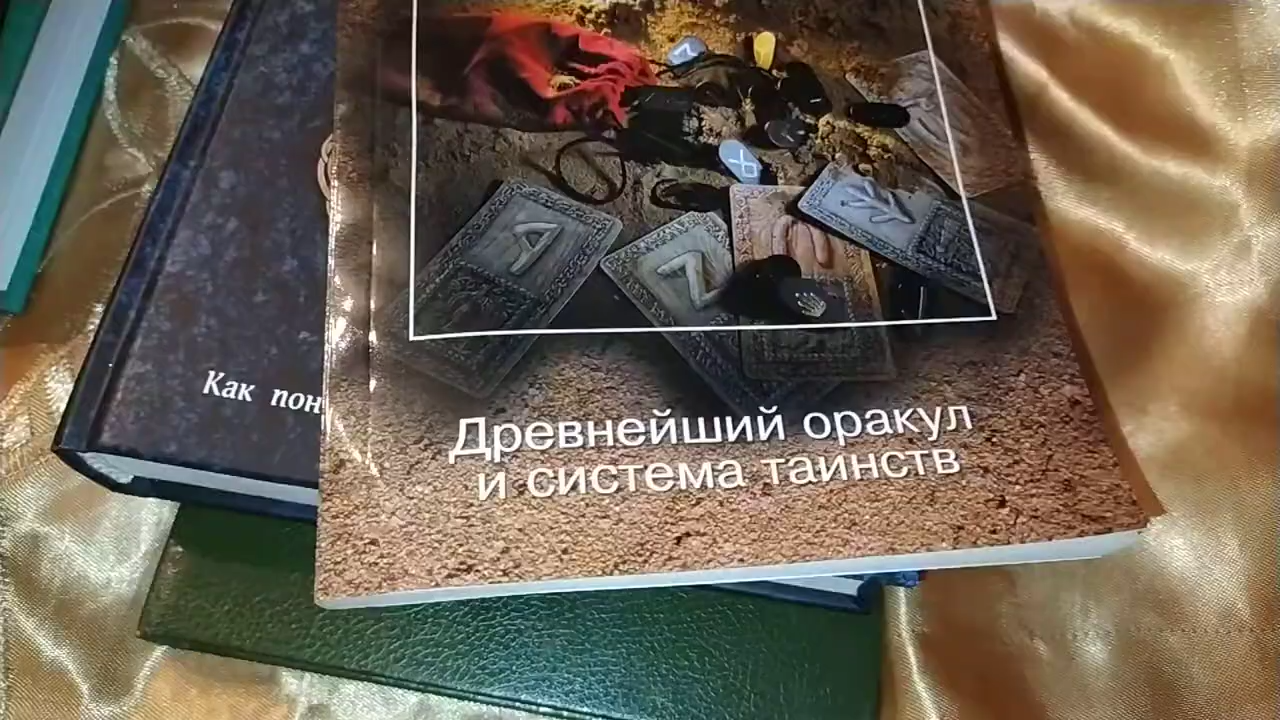 Как пон
Древнейший оракул
и система таинств